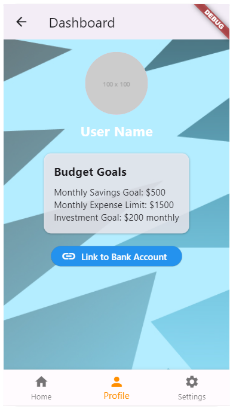 Dashboard
DEBUG
100 x 100
User Name
Budget Goals
Monthly Savings Goal: $500
Monthly Expense Limit: $1500
Investment Goal: $200 monthly
Link to Bank Account
Home
Profile
Settings